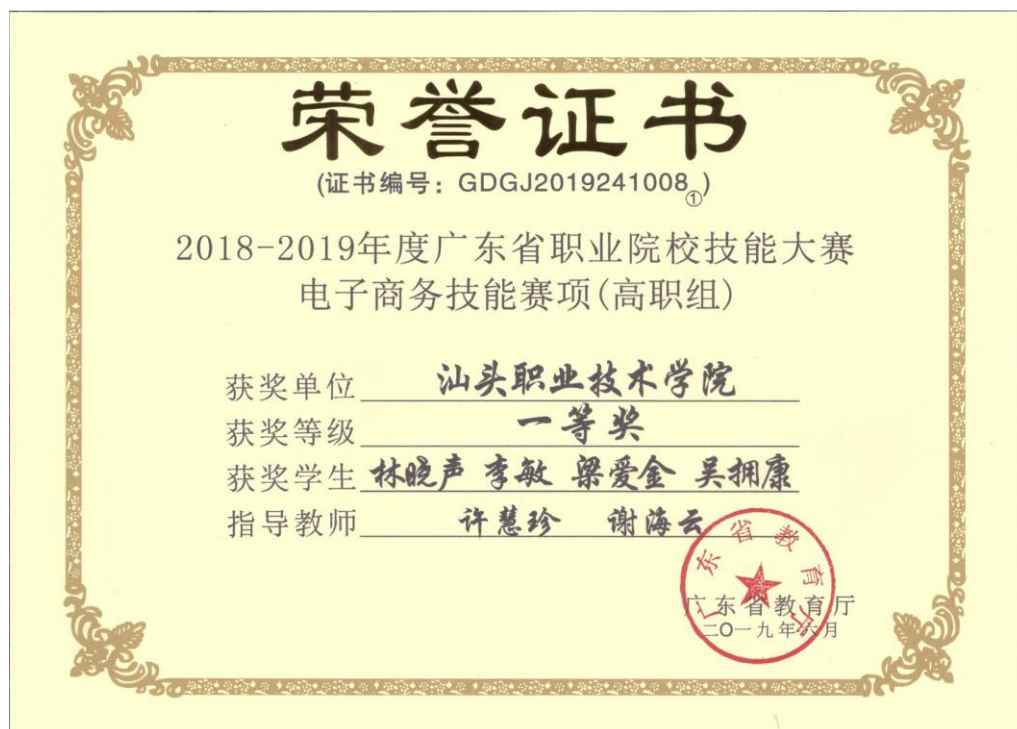 荣誉证书
(证书编号：GDGJ2019241008①)
2018-2019年度广东省职业院校技能大赛
电子商务技能赛项(高职组)
获奖单位 汕头职业技术学院
获奖等级 一等奖
获奖学生 林晓声 李敏 梁爱金 吴拥康
指导教师 许慧珍 谢海云
广东省教育厅
广东省教育厅
二〇一九年六月